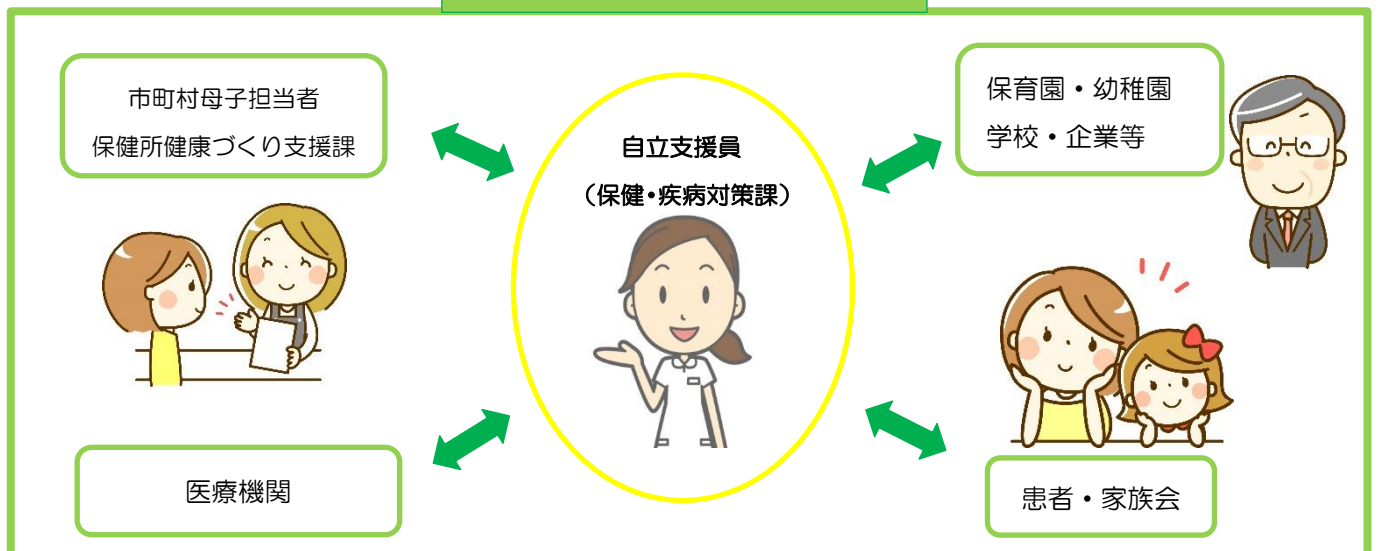 市町村母子担当者
保健所健康づくり支援課
自立支援員
（保健・疾病対策課）
保育園・幼稚園
学校・企業等
医療機関
患者・家族会